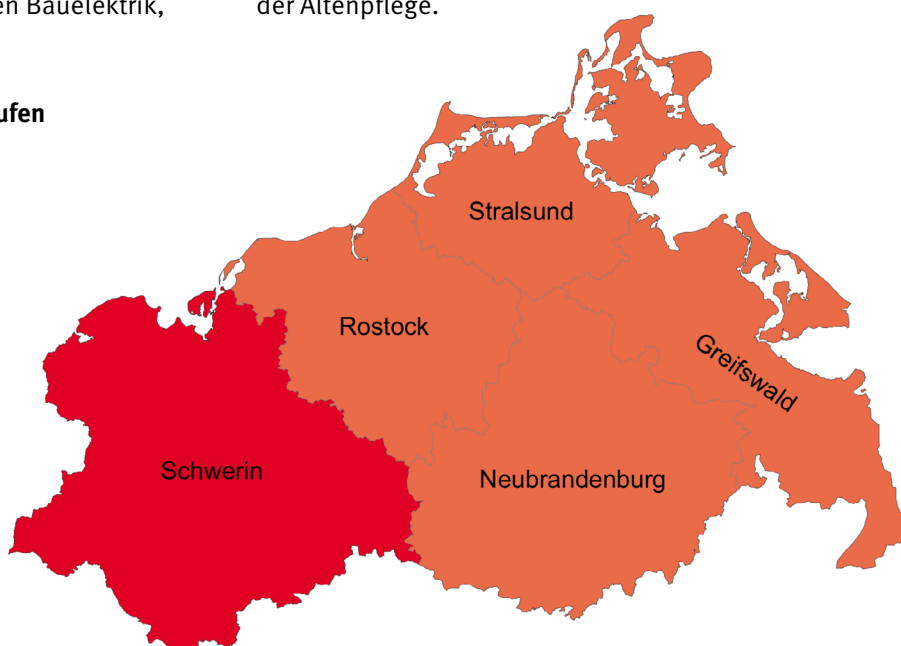 en Bauelektrik,
der Altenpflege.
ufen
Stralsund
Rostock
Greifswald
Schwerin
Neubrandenburg